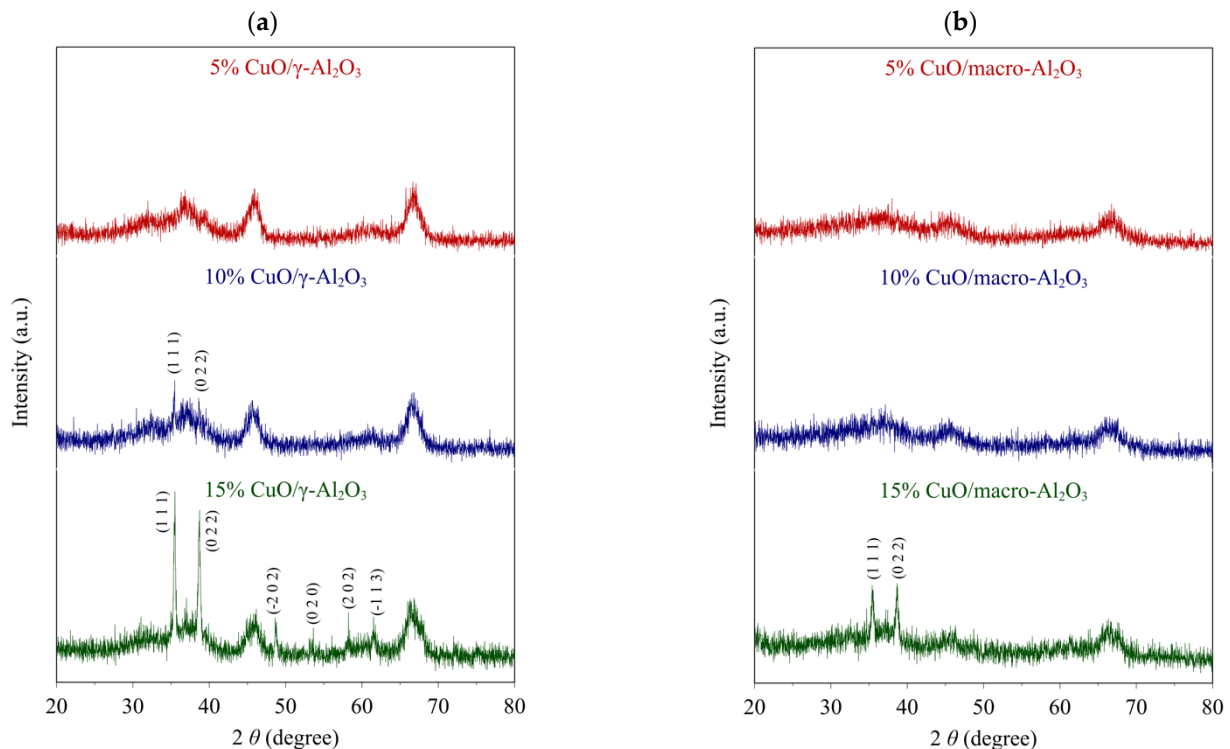 (a)
5% CuO/γ-Al₂O₃
10% CuO/γ-Al₂O₃
(1 1 1)
(0 2 2)
15% CuO/γ-Al₂O₃
(1 1 1)
(0 2 2)
(-2 0 2)
(0 2 0)
(2 0 2)
(-1 1 3)
Intensity (a.u.)
20 30 40 50 60 70 80
2 θ (degree)
(b)
5% CuO/macro-Al₂O₃
10% CuO/macro-Al₂O₃
15% CuO/macro-Al₂O₃
(1 1 1)
(0 2 2)
Intensity (a.u.)
20 30 40 50 60 70 80
2 θ (degree)